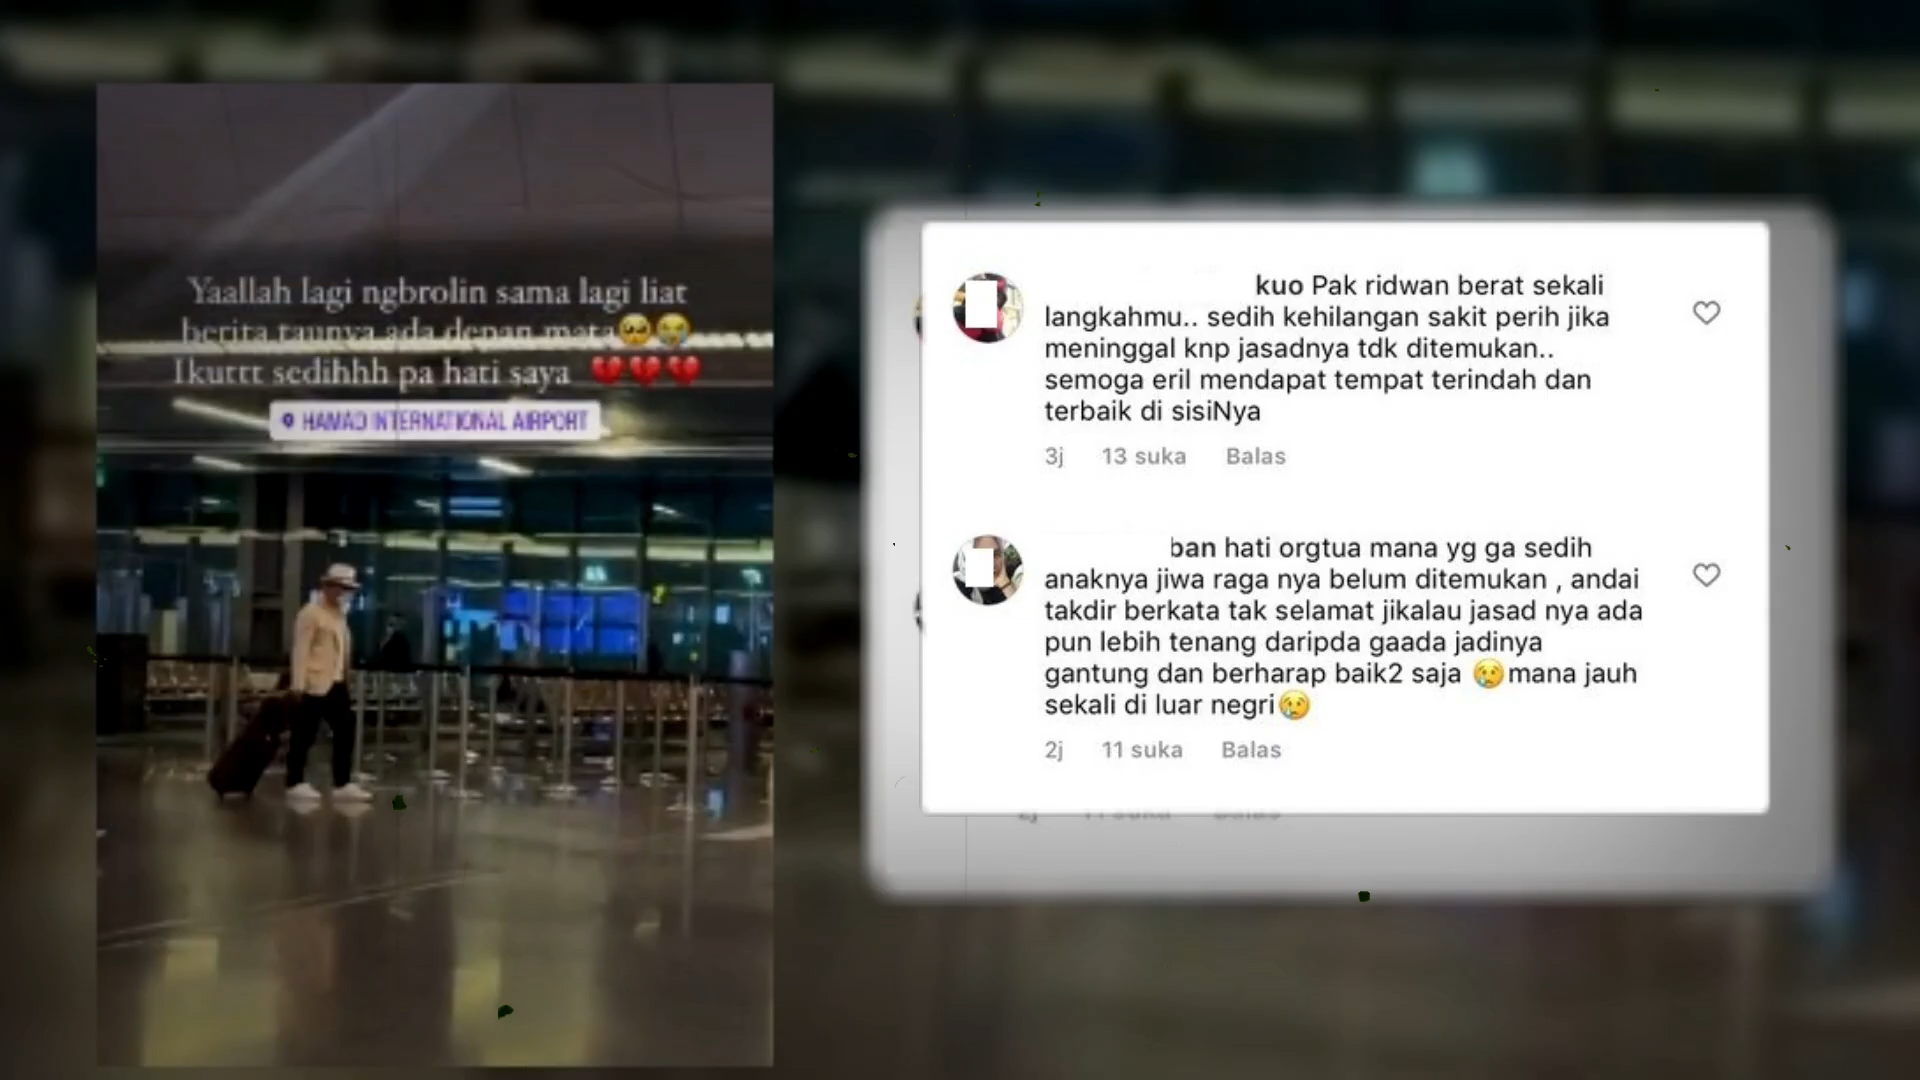 Yaallah lagi ngbrolin sama lagi liat
berita taunya ada depan mata🥺😢
Ikuttt sedihhh pa hati saya 💔💔💔
HAMAD INTERNATIONAL AIRPORT
kuo Pak ridwan berat sekali
langkahmu.. sedih kehilangan sakit perih jika
meninggal knp jasadnya tdk ditemukan..
semoga eril mendapat tempat terindah dan
terbaik di sisiNya
3j 13 suka Balas
ban hati orgtua mana yg ga sedih
anaknya jiwa raga nya belum ditemukan , andai
takdir berkata tak selamat jikalau jasad nya ada
pun lebih tenang daripda gaada jadinya
gantung dan berharap baik2 saja 😢mana jauh
sekali di luar negri😢
2j 11 suka Balas